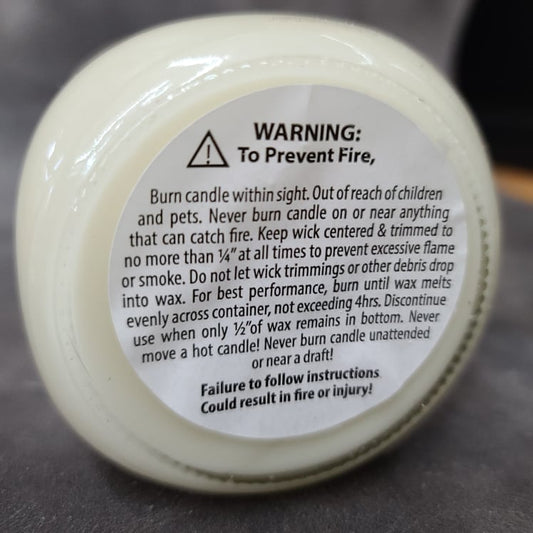 WARNING:
To Prevent Fire,
Burn candle within sight. Out of reach of children
and pets. Never burn candle on or near anything
that can catch fire. Keep wick centered & trimmed to
no more than ¼” at all times to prevent excessive flame
or smoke. Do not let wick trimmings or other debris drop
into wax. For best performance, burn until wax melts
evenly across container, not exceeding 4hrs. Discontinue
use when only ½”of wax remains in bottom. Never
move a hot candle! Never burn candle unattended
or near a draft!
Failure to follow instructions
Could result in fire or injury!